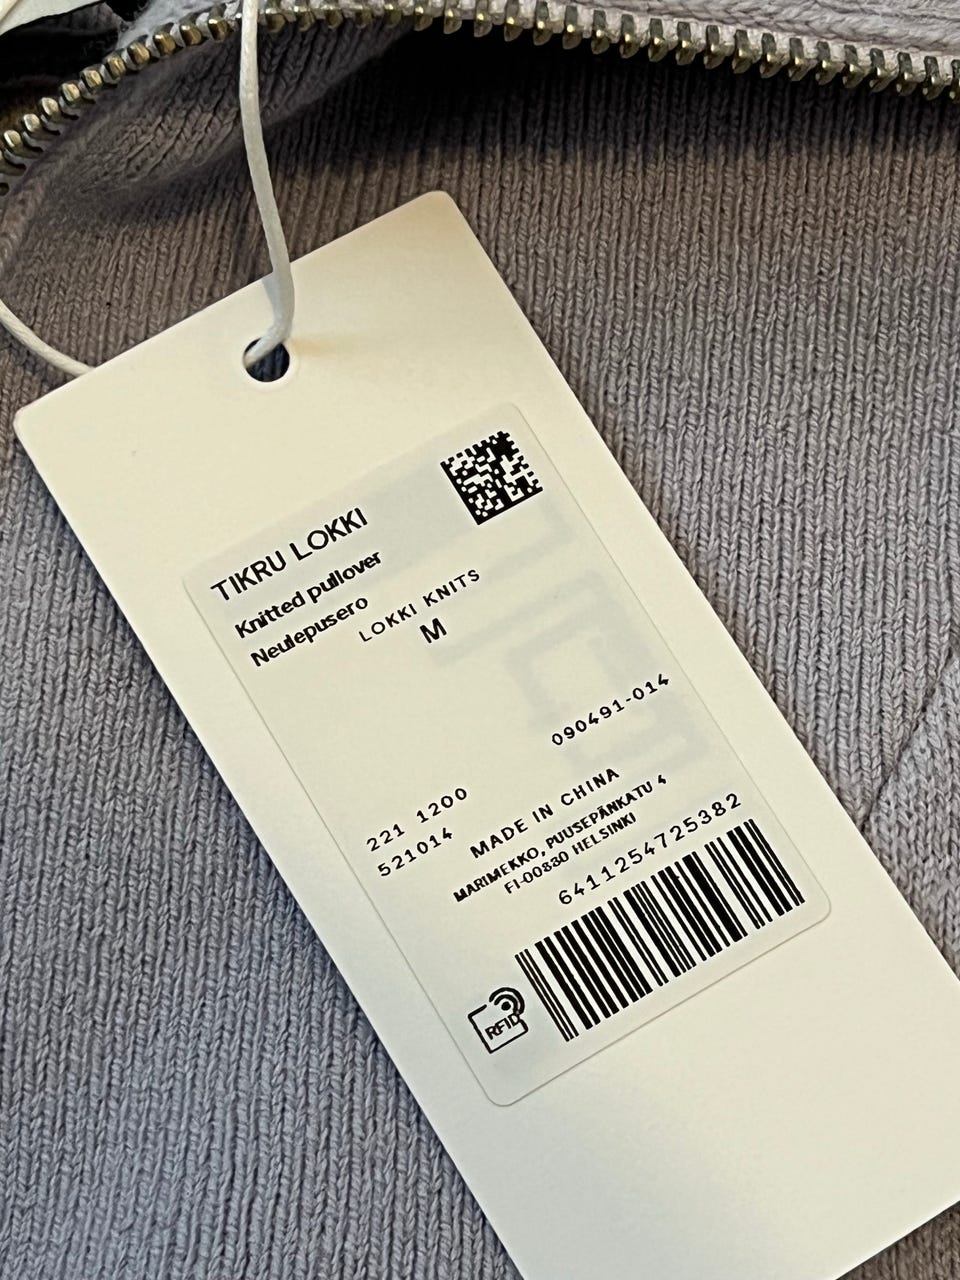 TIKRU LOKKI
Knitted pullover
Neulepusero
LOKKI KNITS
M
090491-014
221 1200
521014
MADE IN CHINA
MARIMEKKO, PUUSEPÄNKATU 4
FI-00880 HELSINKI
6411254725382
RFID